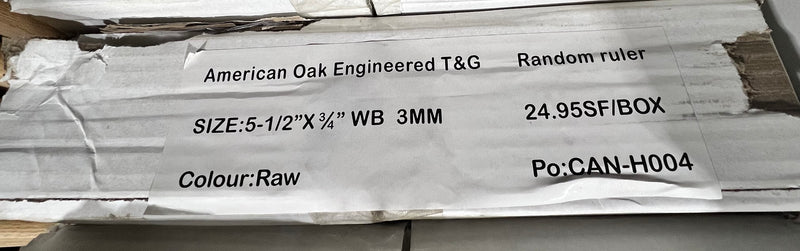 American Oak Engineered T&G Random ruler
SIZE:5-1/2”X ¾” WB 3MM 24.95SF/BOX
Colour:Raw Po:CAN-H004